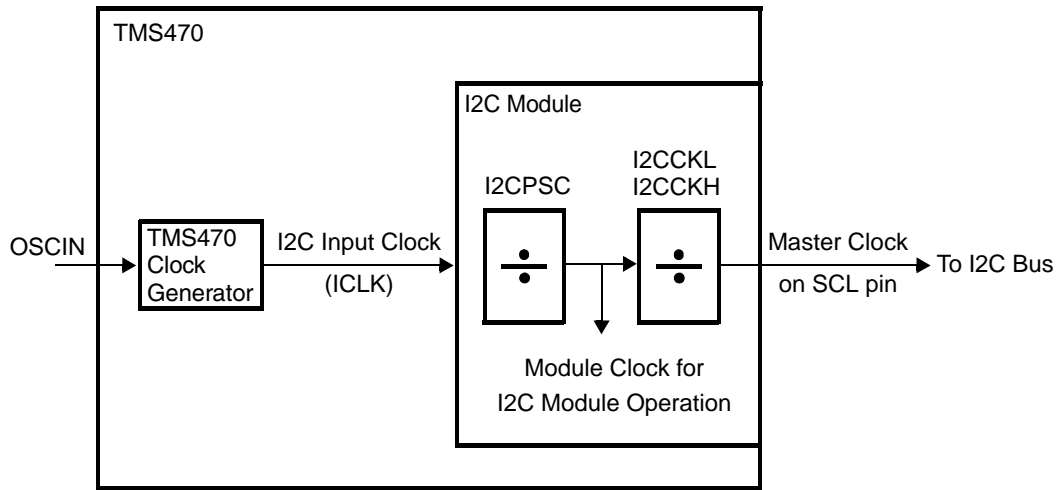 TMS470
I2C Module
I2CCKL
I2CPSC
I2CCKH
OSCIN
TMS470
Clock
Generator
I2C Input Clock
(ICLK)
Master Clock
on SCL pin
To I2C Bus
Module Clock for
I2C Module Operation